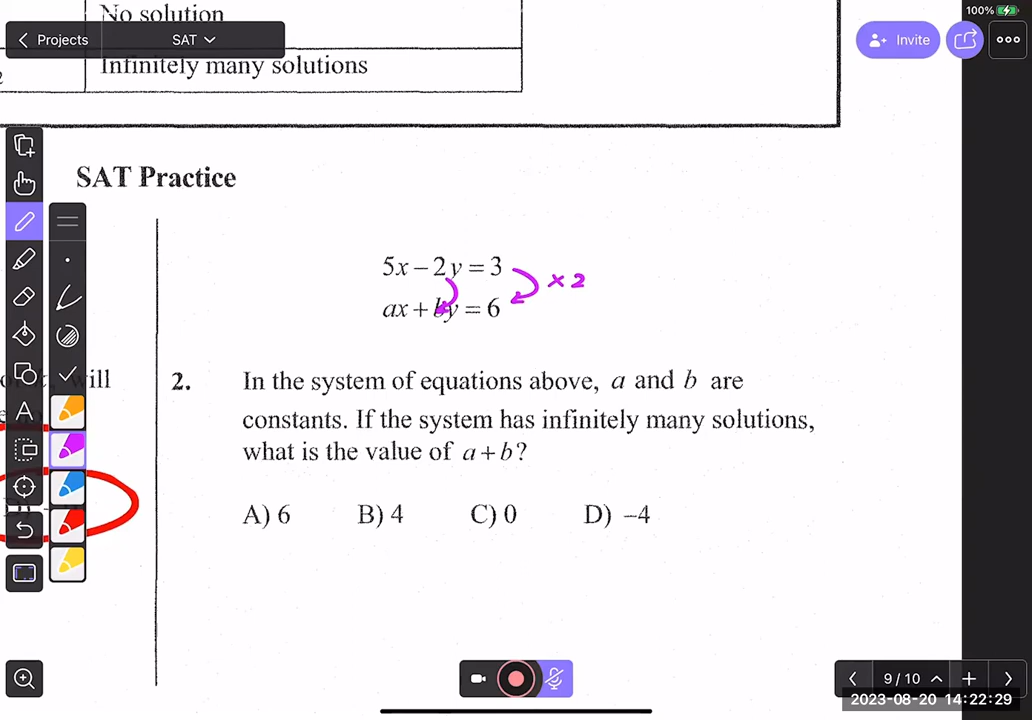 No solution
100%
Projects
SAT
Invite
2
Infinitely many solutions
SAT Practice
5x − 2y = 3
× 2
ax + by = 6
will
2.
In the system of equations above, a and b are
constants. If the system has infinitely many solutions,
what is the value of a + b?
A) 6 B) 4 C) 0 D) −4
A
9 / 10
2023-08-20 14:22:29